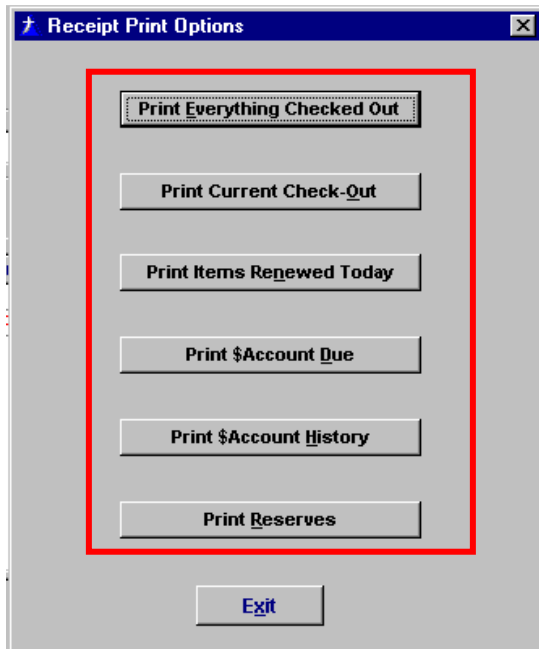 Receipt Print Options
Print Everything Checked Out
Print Current Check-Out
Print Items Renewed Today
Print $Account Due
Print $Account History
Print Reserves
Exit